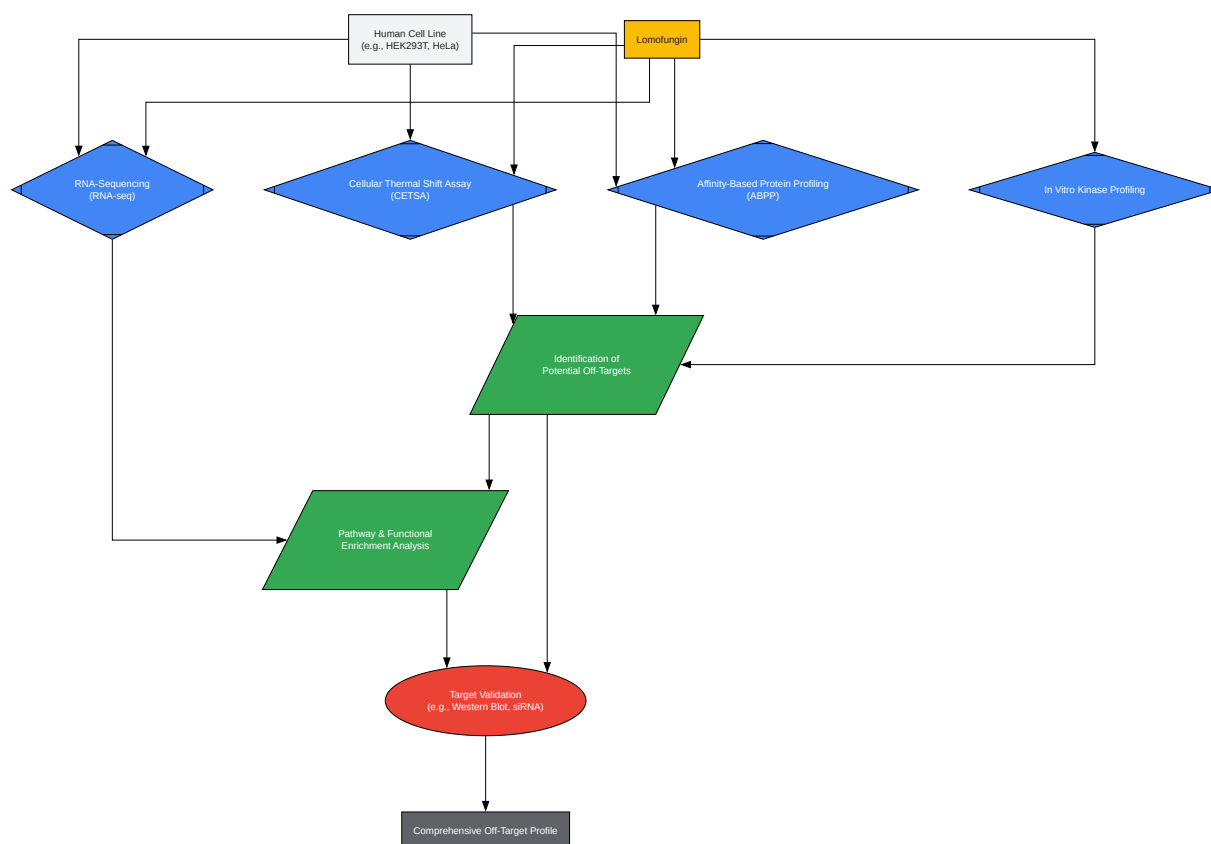 Human Cell Line
(e.g., HEK293T, HeLa)
Lomofungin
RNA-Sequencing
(RNA-seq)
Cellular Thermal Shift Assay
(CETSA)
Affinity-Based Protein Profiling
(ABPP)
In Vitro Kinase Profiling
Identification of
Potential Off-Targets
Pathway & Functional
Enrichment Analysis
Target Validation
(e.g., Western Blot, siRNA)
Comprehensive Off-Target Profile